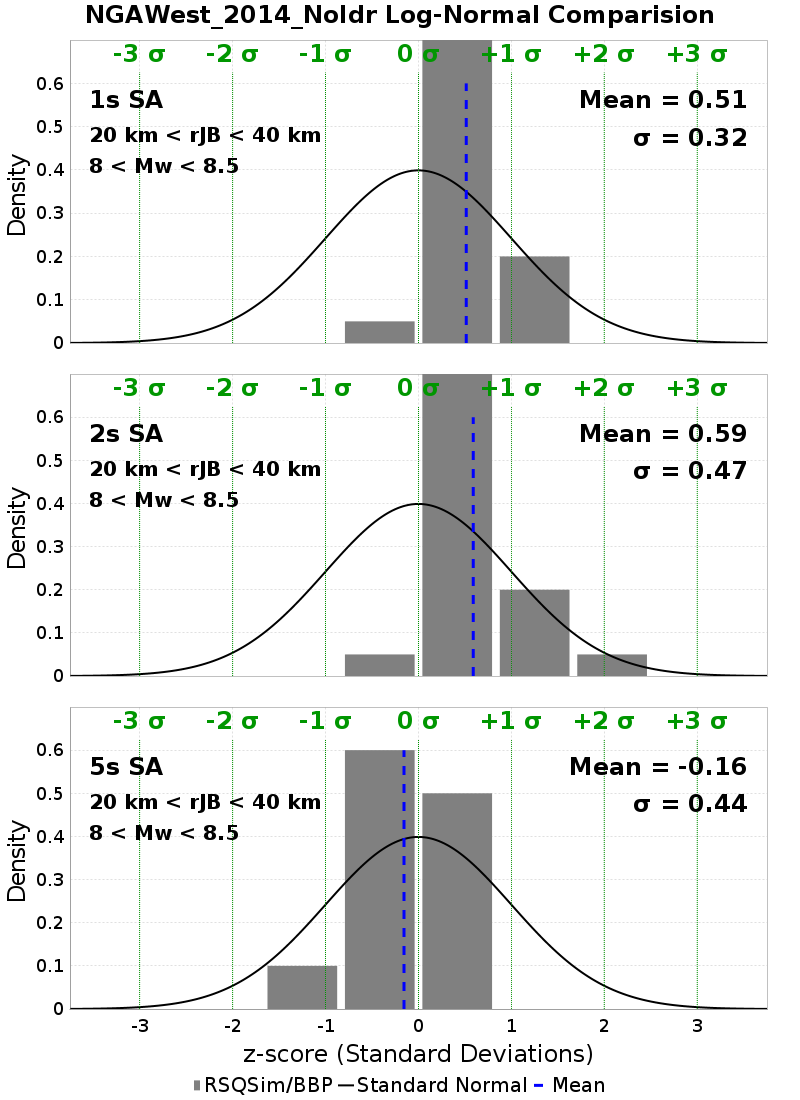 NGAWest_2014_NoIdr Log-Normal Comparision
-3 σ -2 σ -1 σ 0 σ +1 σ +2 σ +3 σ
1s SA
20 km < rJB < 40 km
8 < Mw < 8.5
Mean = 0.51
σ = 0.32
Density
0.6
0.5
0.4
0.3
0.2
0.1
0
-3 σ -2 σ -1 σ 0 σ +1 σ +2 σ +3 σ
2s SA
20 km < rJB < 40 km
8 < Mw < 8.5
Mean = 0.59
σ = 0.47
Density
0.6
0.5
0.4
0.3
0.2
0.1
0
-3 σ -2 σ -1 σ 0 σ +1 σ +2 σ +3 σ
5s SA
20 km < rJB < 40 km
8 < Mw < 8.5
Mean = -0.16
σ = 0.44
Density
0.6
0.5
0.4
0.3
0.2
0.1
0
-3 -2 -1 0 1 2 3
z-score (Standard Deviations)
RSQSim/BBP Standard Normal Mean